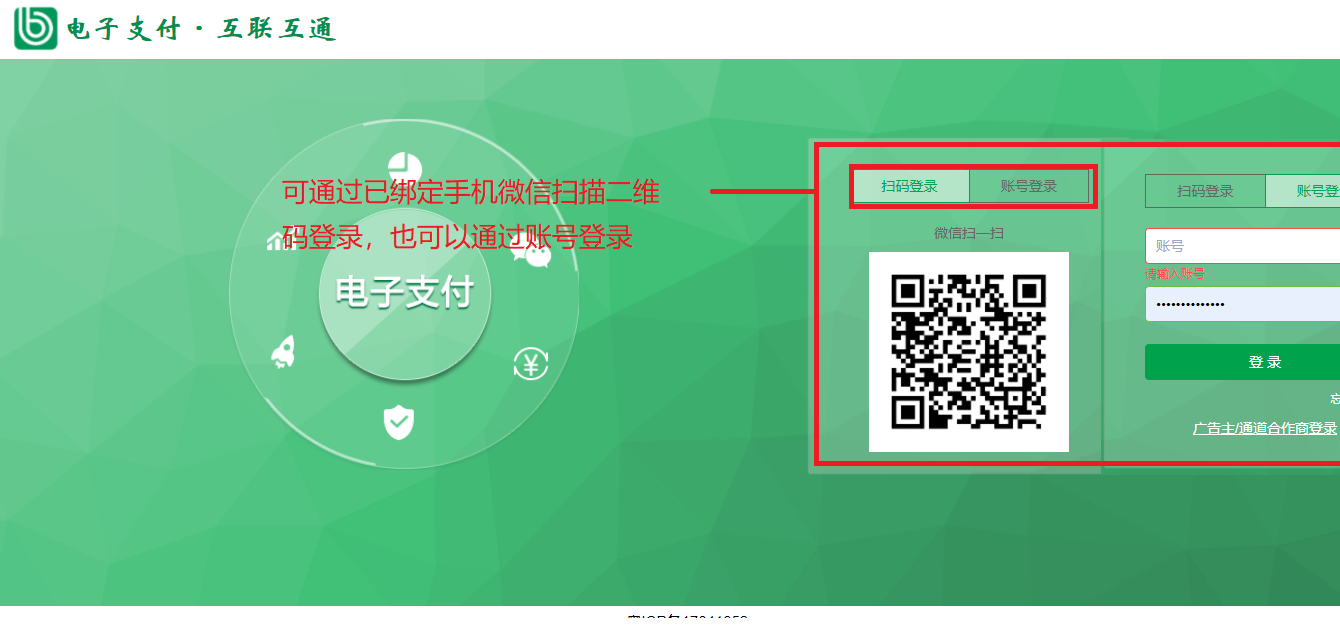 电子支付·互联互通
可通过已绑定手机微信扫描二维
码登录，也可以通过账号登录
电子支付
扫码登录 账号登录
微信扫一扫
扫码登录 账号登
账号
请输入账号
登 录
广告主/通道合作商登录